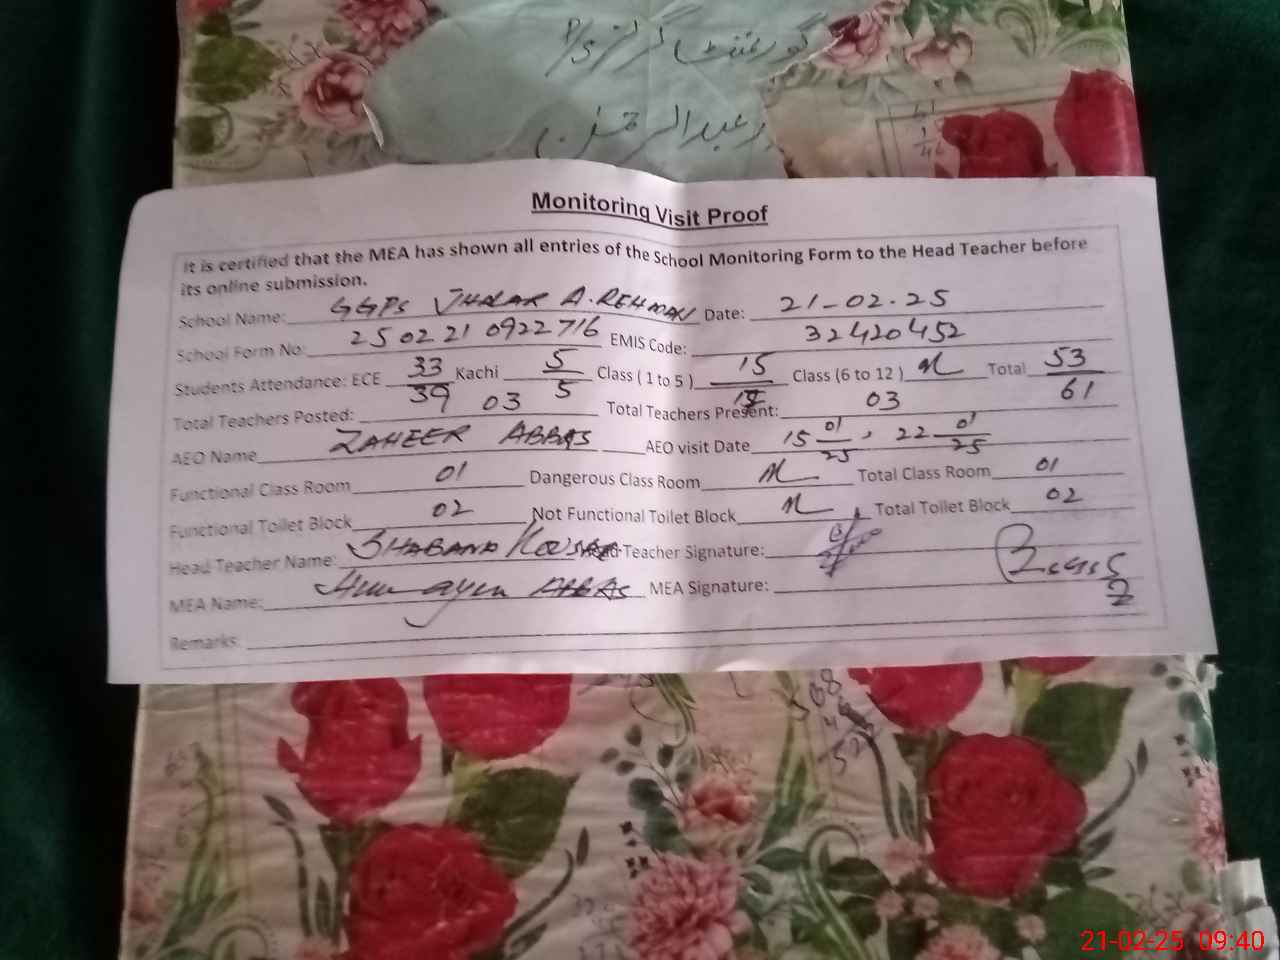 گورنمنٹ گرلز P/S
عبدالرحمن
Monitoring Visit Proof
It is certified that the MEA has shown all entries of the School Monitoring Form to the Head Teacher before
its online submission.
School Name: GGPS JHALAR A.REHMAN Date: 21-02-25
School Form No: 250221 0922716 EMIS Code: 32420452
Students Attendance: ECE 33/39 Kachi 5/5 Class ( 1 to 5 ) 15/17 Class (6 to 12 ) Total 53/61
Total Teachers Posted: 03 Total Teachers Present: 03
AEO Name ZAHEER ABBAS AEO visit Date 15 01/25, 22 01/25
Functional Class Room 01 Dangerous Class Room Total Class Room 01
Functional Toilet Block 02 Not Functional Toilet Block Total Toilet Block 02
Head Teacher Name: SHABANA KOUSAR Head Teacher Signature:
MEA Name: Humayun ABBAS MEA Signature:
Remarks:
21-02-25 09:40